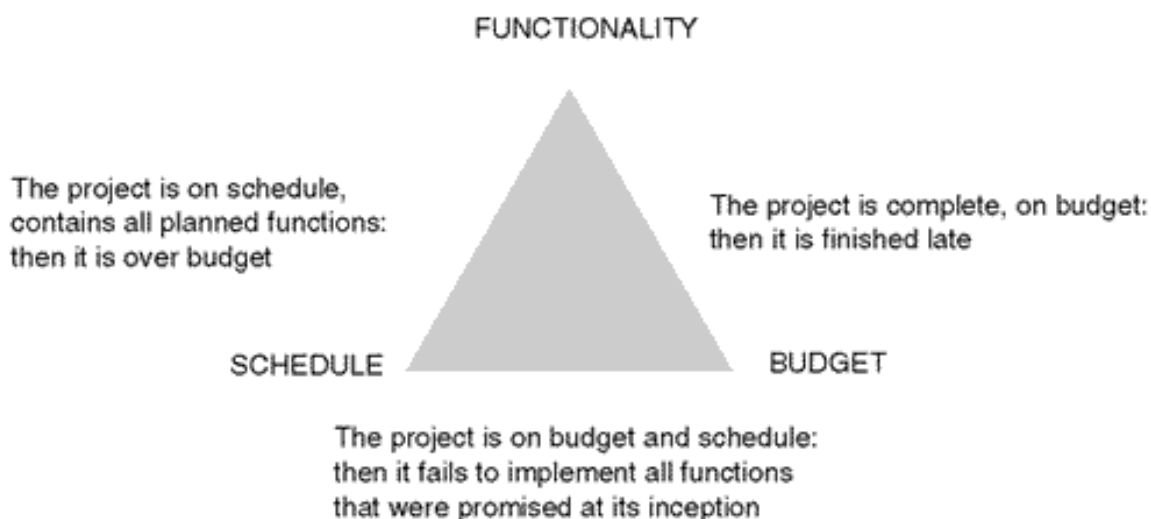 FUNCTIONALITY
The project is on schedule,
contains all planned functions:
then it is over budget
The project is complete, on budget:
then it is finished late
SCHEDULE
BUDGET
The project is on budget and schedule:
then it fails to implement all functions
that were promised at its inception